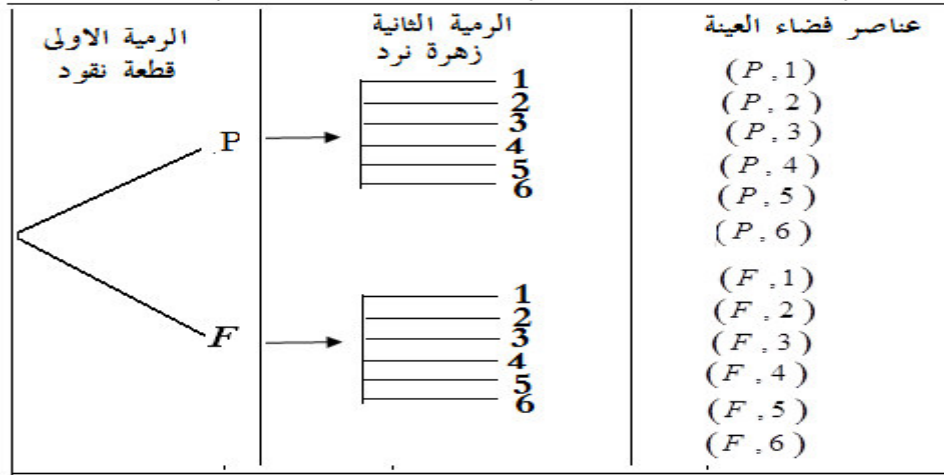 الرمية الاولى
قطعة نقود
الرمية الثانية
زهرة نرد
عناصر فضاء العينة
P
1
2
3
4
5
6
F
1
2
3
4
5
6
(P , 1)
(P , 2)
(P , 3)
(P , 4)
(P , 5)
(P , 6)
(F , 1)
(F , 2)
(F , 3)
(F , 4)
(F , 5)
(F , 6)